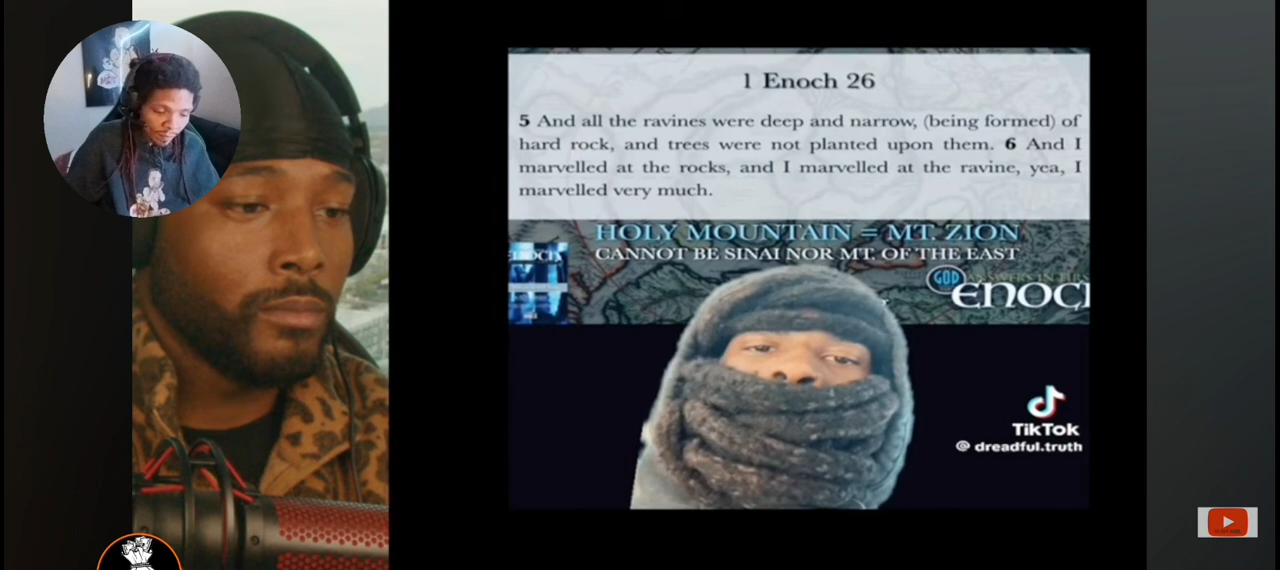 1 Enoch 26
5 And all the ravines were deep and narrow, (being formed) of
hard rock, and trees were not planted upon them. 6 And I
marvelled at the rocks, and I marvelled at the ravine, yea, I
marvelled very much.
HOLY MOUNTAIN = MT. ZION
CANNOT BE SINAI NOR MT. OF THE EAST
GOD
TikTok
@ dreadful.truth